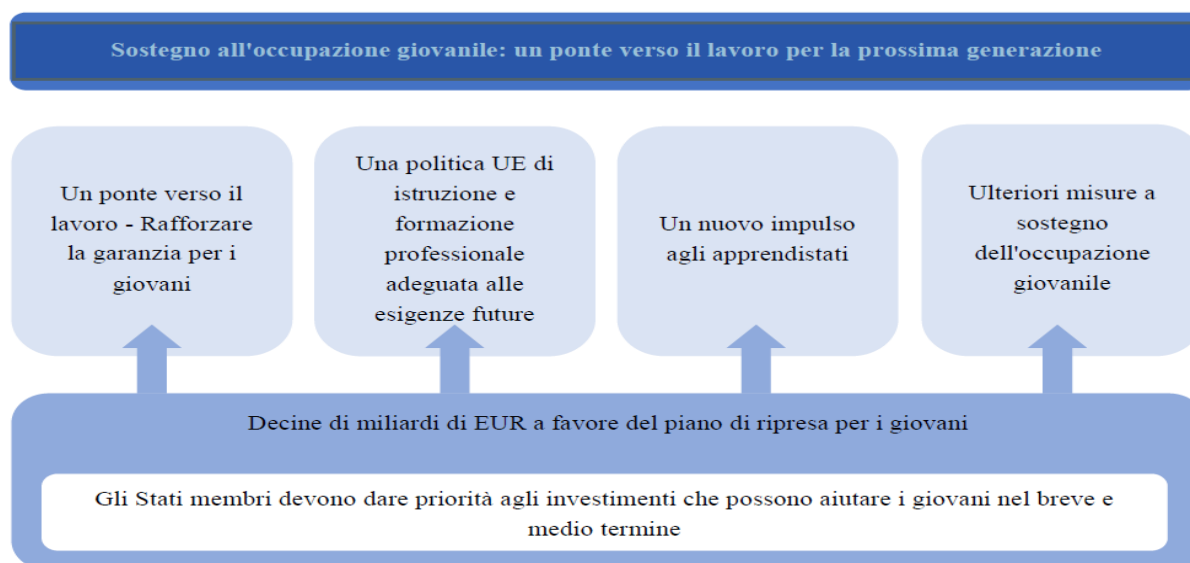 Sostegno all'occupazione giovanile: un ponte verso il lavoro per la prossima generazione
Un ponte verso il
lavoro - Rafforzare
la garanzia per i
giovani
Una politica UE di
istruzione e
formazione
professionale
adeguata alle
esigenze future
Un nuovo impulso
agli apprendistati
Ulteriori misure a
sostegno
dell'occupazione
giovanile
Decine di miliardi di EUR a favore del piano di ripresa per i giovani
Gli Stati membri devono dare priorità agli investimenti che possono aiutare i giovani nel breve e
medio termine